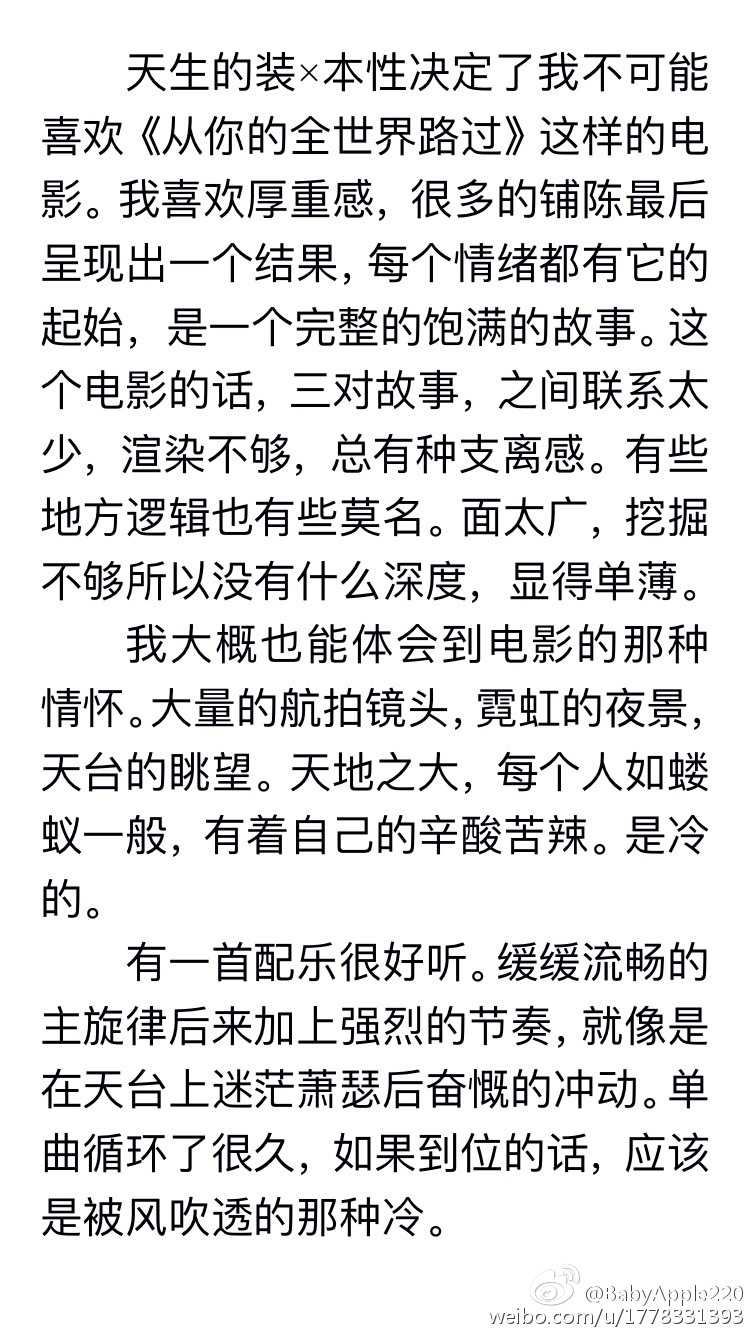 天生的装×本性决定了我不可能
喜欢《从你的全世界路过》这样的电
影。我喜欢厚重感，很多的铺陈最后
呈现出一个结果，每个情绪都有它的
起始，是一个完整的饱满的故事。这
个电影的话，三对故事，之间联系太
少，渲染不够，总有种支离感。有些
地方逻辑也有些莫名。面太广，挖掘
不够所以没有什么深度，显得单薄。
我大概也能体会到电影的那种
情怀。大量的航拍镜头，霓虹的夜景，
天台的眺望。天地之大，每个人如蝼
蚁一般，有着自己的辛酸苦辣。是冷
的。
有一首配乐很好听。缓缓流畅的
主旋律后来加上强烈的节奏，就像是
在天台上迷茫萧瑟后奋慨的冲动。单
曲循环了很久，如果到位的话，应该
是被风吹透的那种冷。
@BabyApple220
weibo.com/u/1778331393